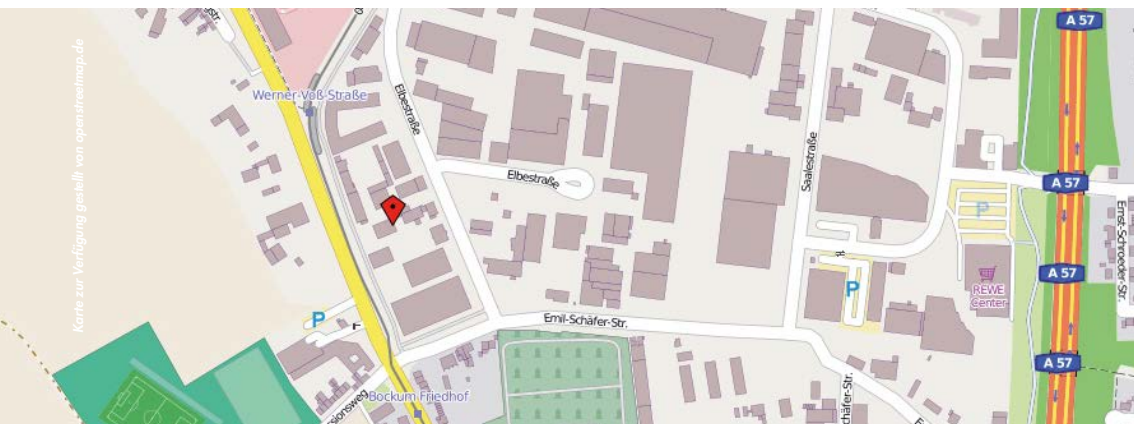 A 57
Werner-Voß-Straße
Elbestraße
Karte zur Verfügung gestellt von openstreetmap.de
Saalestraße
Elbestraße
A 57
P
Ernst-Schroeder-Str.
A 57
REWE
Center
P
P
Emil-Schäfer-Str.
A 57
Bockum Friedhof